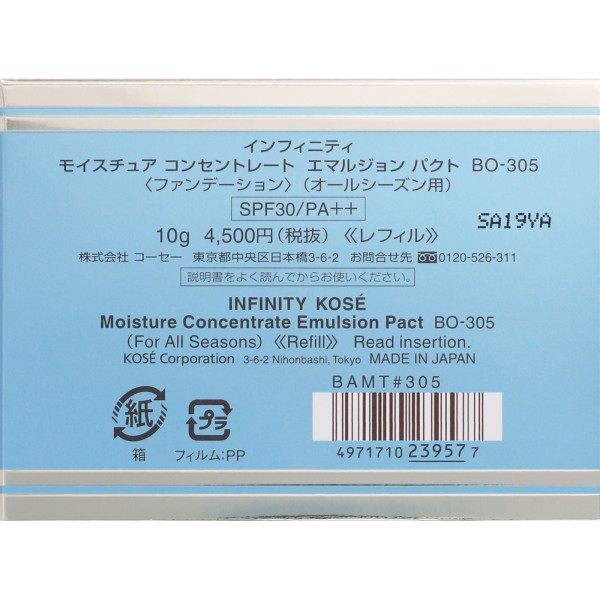 インフィニティ
モイスチュア コンセントレート エマルジョン パクト BO-305
〈ファンデーション〉(オールシーズン用)
SPF30/PA++
SA19YA
10g 4,500円(税抜)《レフィル》
株式会社 コーセー 東京都中央区日本橋3-6-2 お問合せ先 0120-526-311
説明書をよく読んでからお使いください。
INFINITY KOSÉ
Moisture Concentrate Emulsion Pact BO-305
(For All Seasons) 《Refill》 Read insertion.
KOSÉ Corporation 3-6-2 Nihonbashi, Tokyo MADE IN JAPAN
BAMT#305
紙
箱
プラ
フィルム:PP
4971710 23957 7